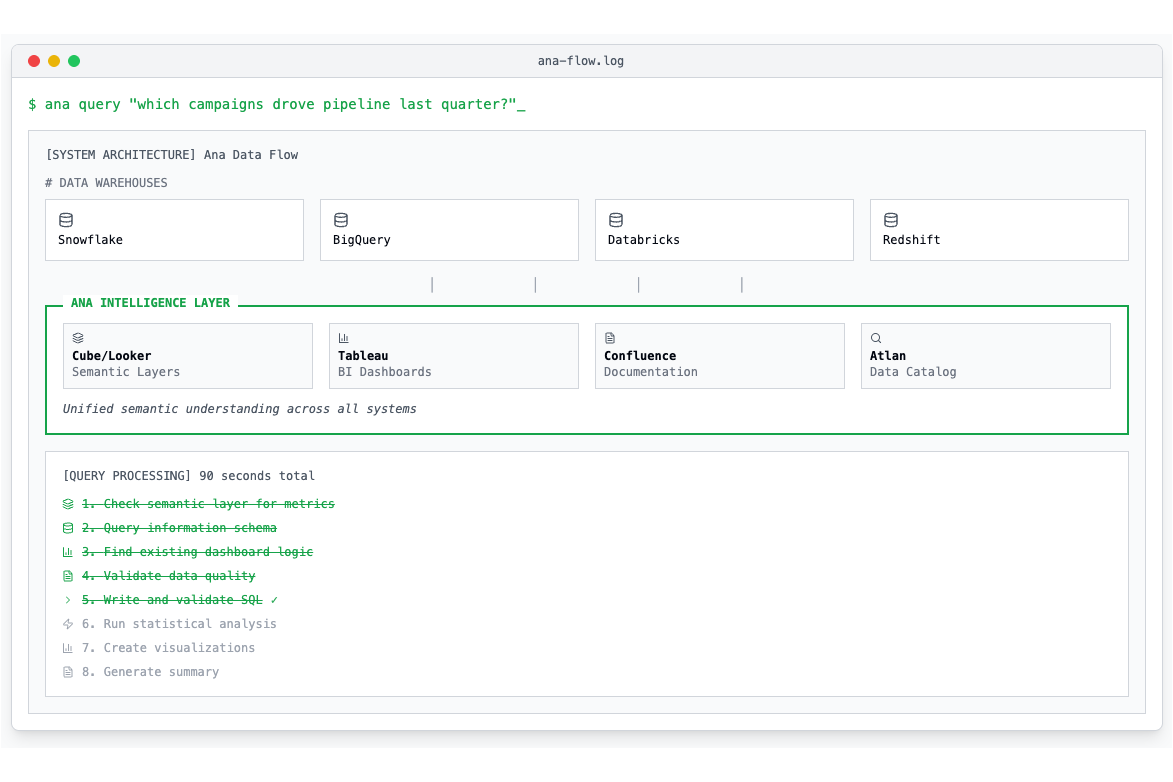 ana-flow.log
$ ana query "which campaigns drove pipeline last quarter?"_
[SYSTEM ARCHITECTURE] Ana Data Flow
# DATA WAREHOUSES
Snowflake
BigQuery
Databricks
Redshift
ANA INTELLIGENCE LAYER
Cube/Looker
Semantic Layers
Tableau
BI Dashboards
Confluence
Documentation
Atlan
Data Catalog
Unified semantic understanding across all systems
[QUERY PROCESSING] 90 seconds total
1. Check semantic layer for metrics
2. Query information schema
3. Find existing dashboard logic
4. Validate data quality
5. Write and validate SQL ✓
6. Run statistical analysis
7. Create visualizations
8. Generate summary